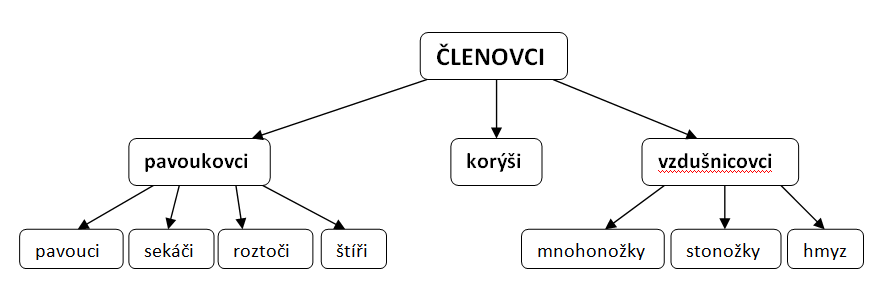 ČLENOVCI
pavoukovci
korýši
vzdušnicovci
pavouci
sekáči
roztoči
štíři
mnohonožky
stonožky
hmyz